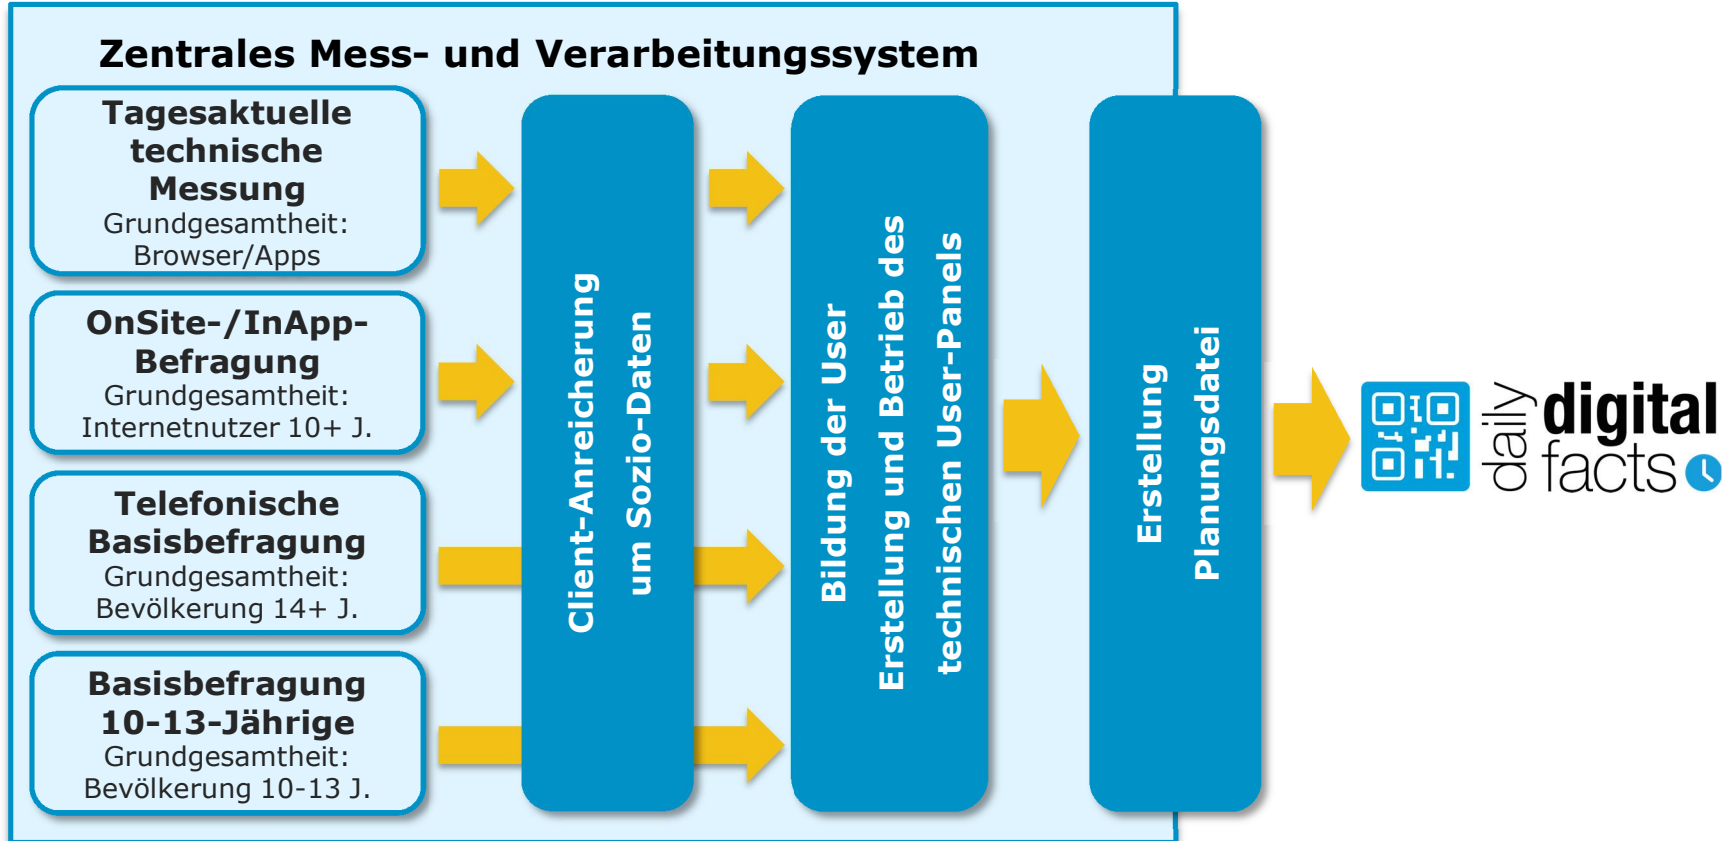 Zentrales Mess- und Verarbeitungssystem
Tagesaktuelle
technische
Messung
Grundgesamtheit:
Browser/Apps
OnSite-/InApp-
Befragung
Grundgesamtheit:
Internetnutzer 10+ J.
Telefonische
Basisbefragung
Grundgesamtheit:
Bevölkerung 14+ J.
Basisbefragung
10-13-Jährige
Grundgesamtheit:
Bevölkerung 10-13 J.
Client-Anreicherung
um Sozio-Daten
Bildung der User
Erstellung und Betrieb des
technischen User-Panels
Erstellung
Planungsdatei
daily
digital
facts